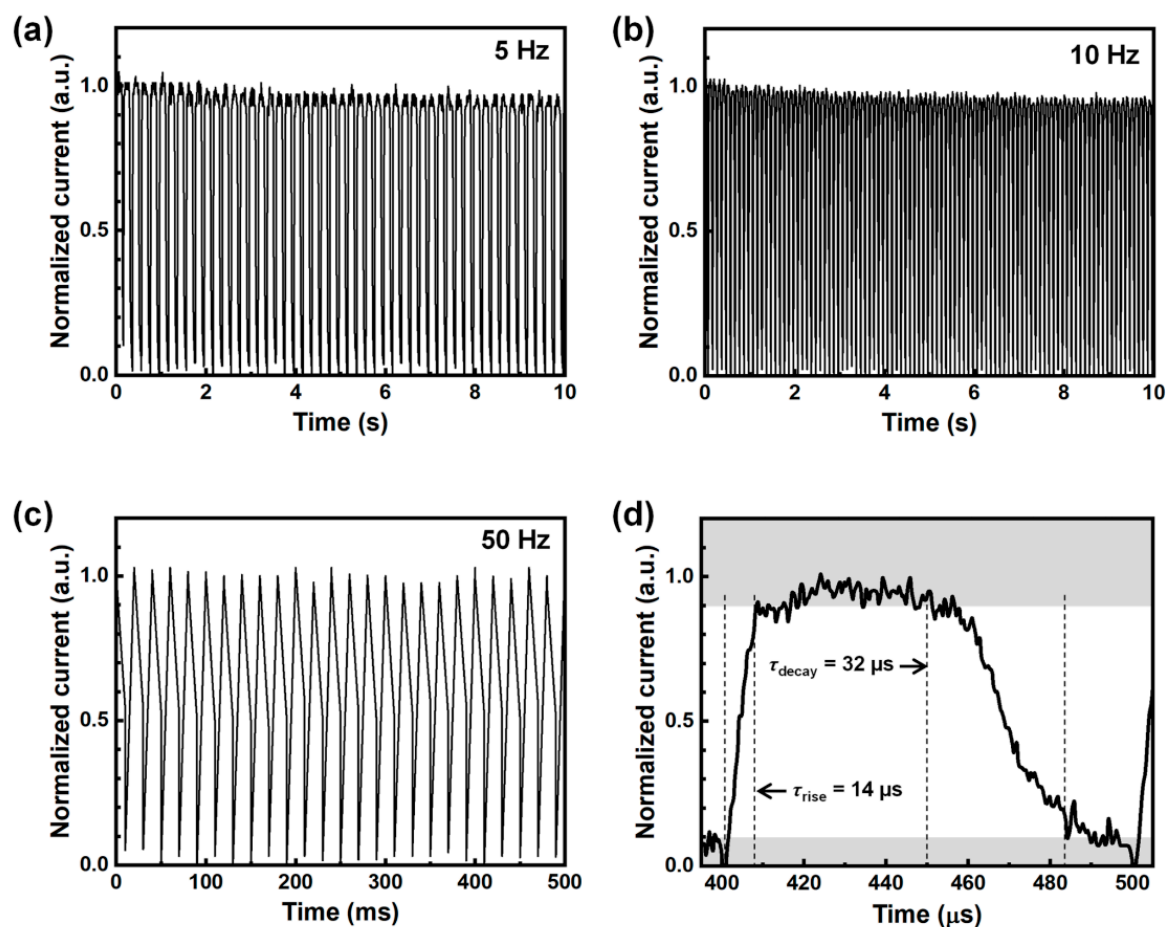 (a)
5 Hz
Normalized current (a.u.)
1.0
0.5
0.0
0 2 4 6 8 10
Time (s)
(b)
10 Hz
Normalized current (a.u.)
1.0
0.5
0.0
0 2 4 6 8 10
Time (s)
(c)
50 Hz
Normalized current (a.u.)
1.0
0.5
0.0
0 100 200 300 400 500
Time (ms)
(d)
Normalized current (a.u.)
1.0
0.5
0.0
τdecay = 32 µs
τrise = 14 µs
400 420 440 460 480 500
Time (μs)